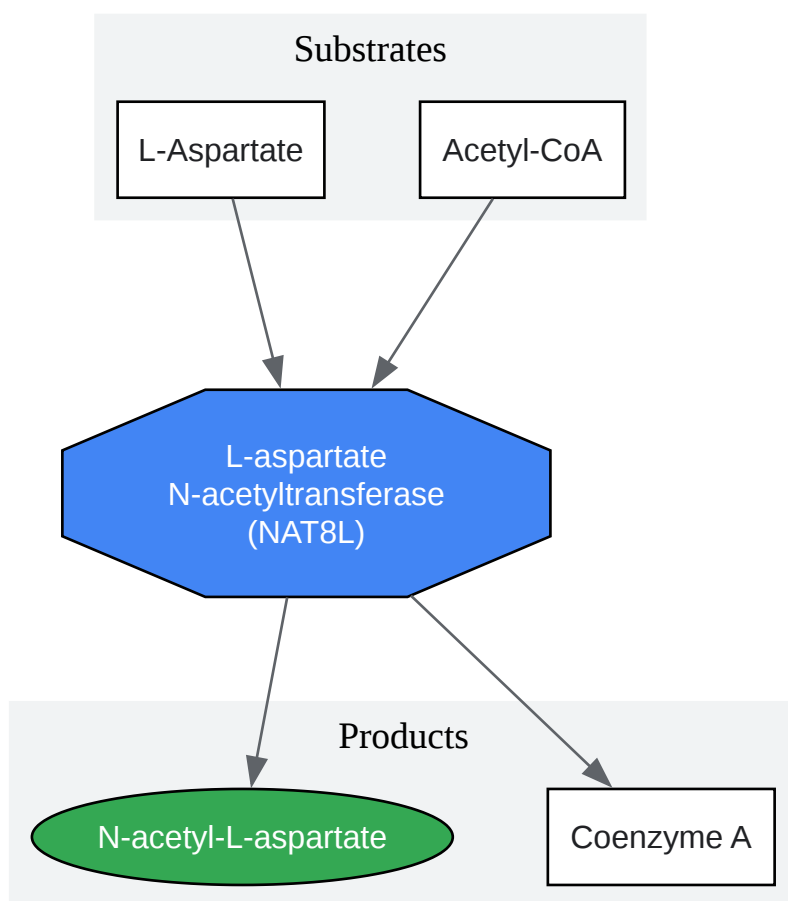 Substrates
L-Aspartate
Acetyl-CoA
L-aspartate
N-acetyltransferase
(NAT8L)
Products
N-acetyl-L-aspartate
Coenzyme A